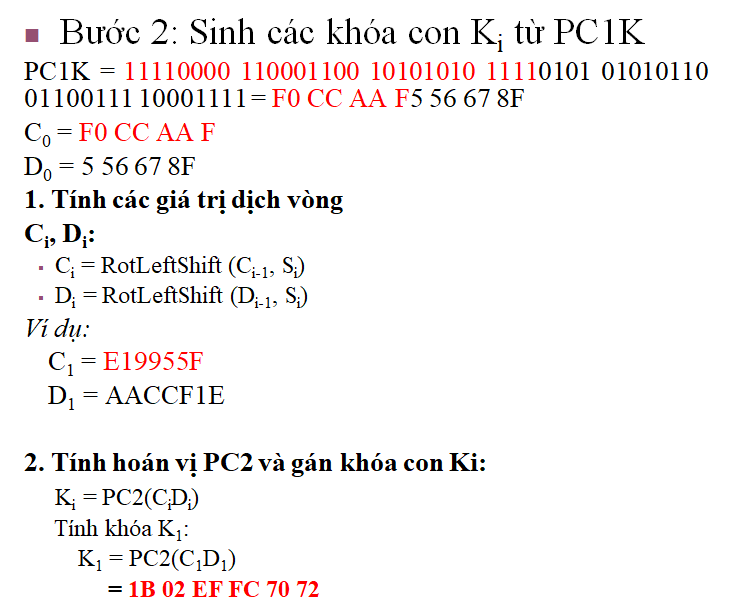 Bước 2: Sinh các khóa con Ki từ PC1K
PC1K = 11110000 110001100 10101010 11110101 01010110
01100111 10001111 = F0 CC AA F5 56 67 8F
C0 = F0 CC AA F
D0 = 5 56 67 8F
1. Tính các giá trị dịch vòng
Ci, Di:
Ci = RotLeftShift (Ci-1, Si)
Di = RotLeftShift (Di-1, Si)
Ví dụ:
C1 = E19955F
D1 = AACCF1E
2. Tính hoán vị PC2 và gán khóa con Ki:
Ki = PC2(CiDi)
Tính khóa K1:
K1 = PC2(C1D1)
= 1B 02 EF FC 70 72